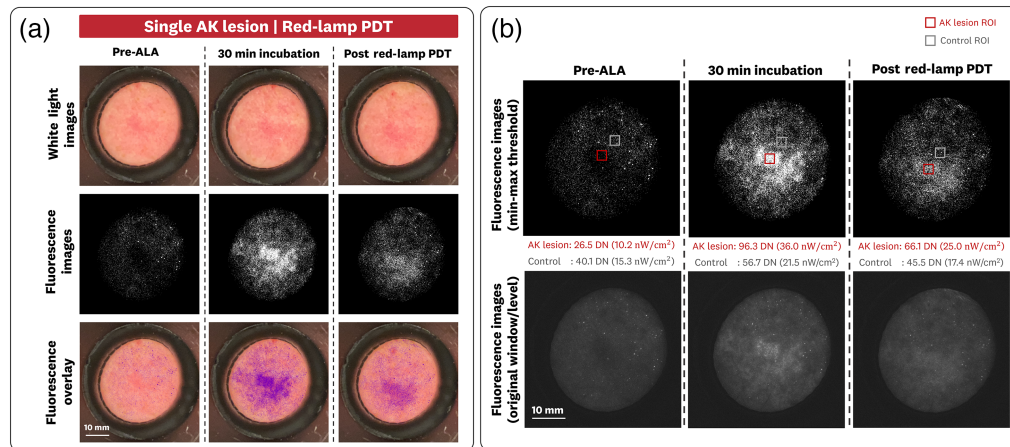 (a)
Single AK lesion | Red-lamp PDT
Pre-ALA
30 min incubation
Post red-lamp PDT
White light
images
Fluorescence
images
Fluorescence
overlay
10 mm
(b)
AK lesion ROI
Control ROI
Pre-ALA
30 min incubation
Post red-lamp PDT
Fluorescence images
(min-max threshold)
AK lesion: 26.5 DN (10.2 nW/cm²)
Control : 40.1 DN (15.3 nW/cm²)
AK lesion: 96.3 DN (36.0 nW/cm²)
Control : 56.7 DN (21.5 nW/cm²)
AK lesion: 66.1 DN (25.0 nW/cm²)
Control : 45.5 DN (17.4 nW/cm²)
Fluorescence images
(original window/level)
10 mm